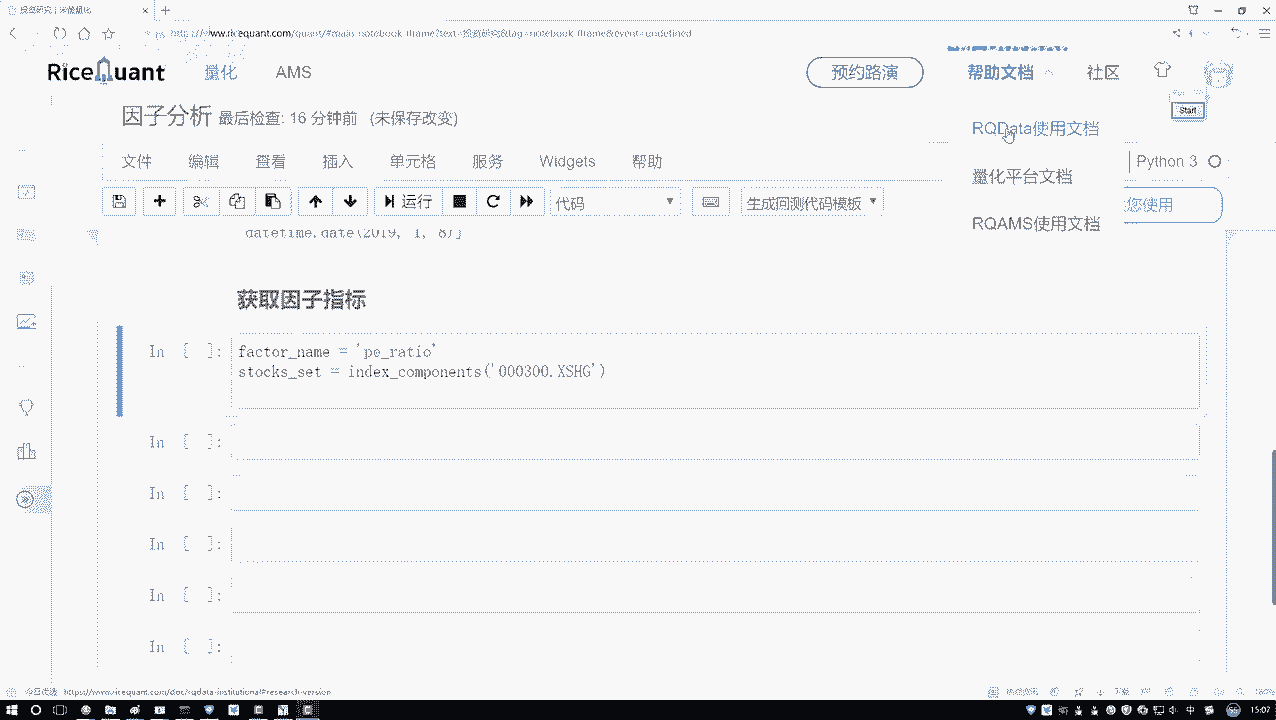 RiceQuant
量化
AMS
预约路演
帮助文档
社区
Start
因子分析 最后检查: 16 分钟前 (未保存改变)
RQData使用文档
文件 编辑 查看 插入 单元格 服务 Widgets 帮助
Python 3
量化平台文档
运行
代码
生成回测代码模板
您使用
RQAMS使用文档
datetime.date(2019, 1, 8)]
获取因子指标
In [ ]: factor_name = 'pe_ratio'
stocks_set = index_components('000300.XSHG')
In [ ]:
In [ ]:
In [ ]:
In [ ]:
In [ ]:
https://www.ricequant.com/doc/rqdata-institutional#research-version
中
15:07